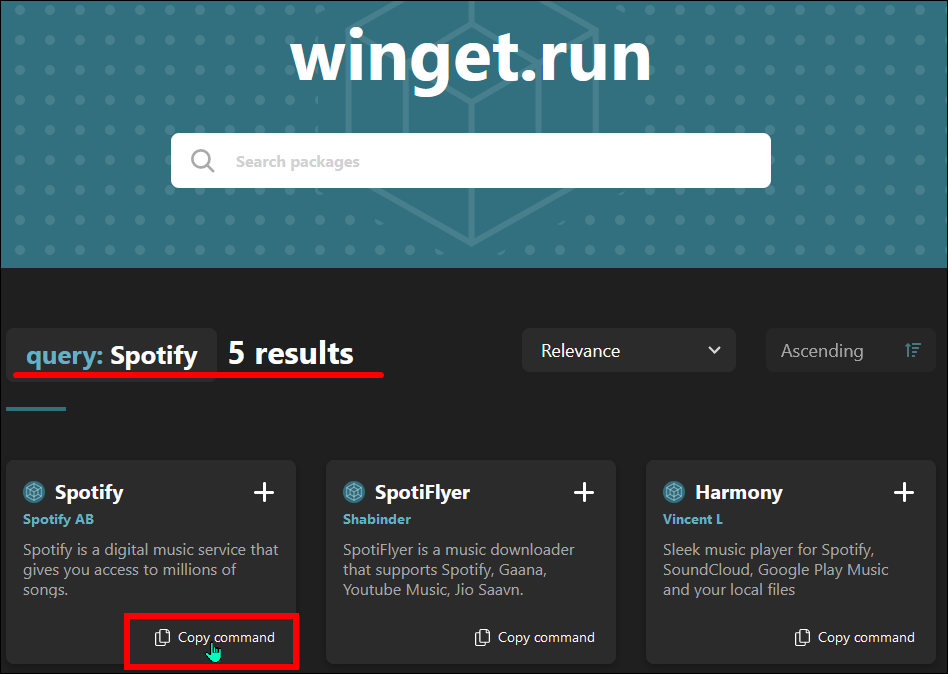 winget.run
Search packages
query: Spotify 5 results
Relevance
Ascending
Spotify
Spotify AB
Spotify is a digital music service that
gives you access to millions of
songs.
Copy command
SpotiFlyer
Shabinder
SpotiFlyer is a music downloader
that supports Spotify, Gaana,
Youtube Music, Jio Saavn.
Copy command
Harmony
Vincent L
Sleek music player for Spotify,
SoundCloud, Google Play Music
and your local files
Copy command